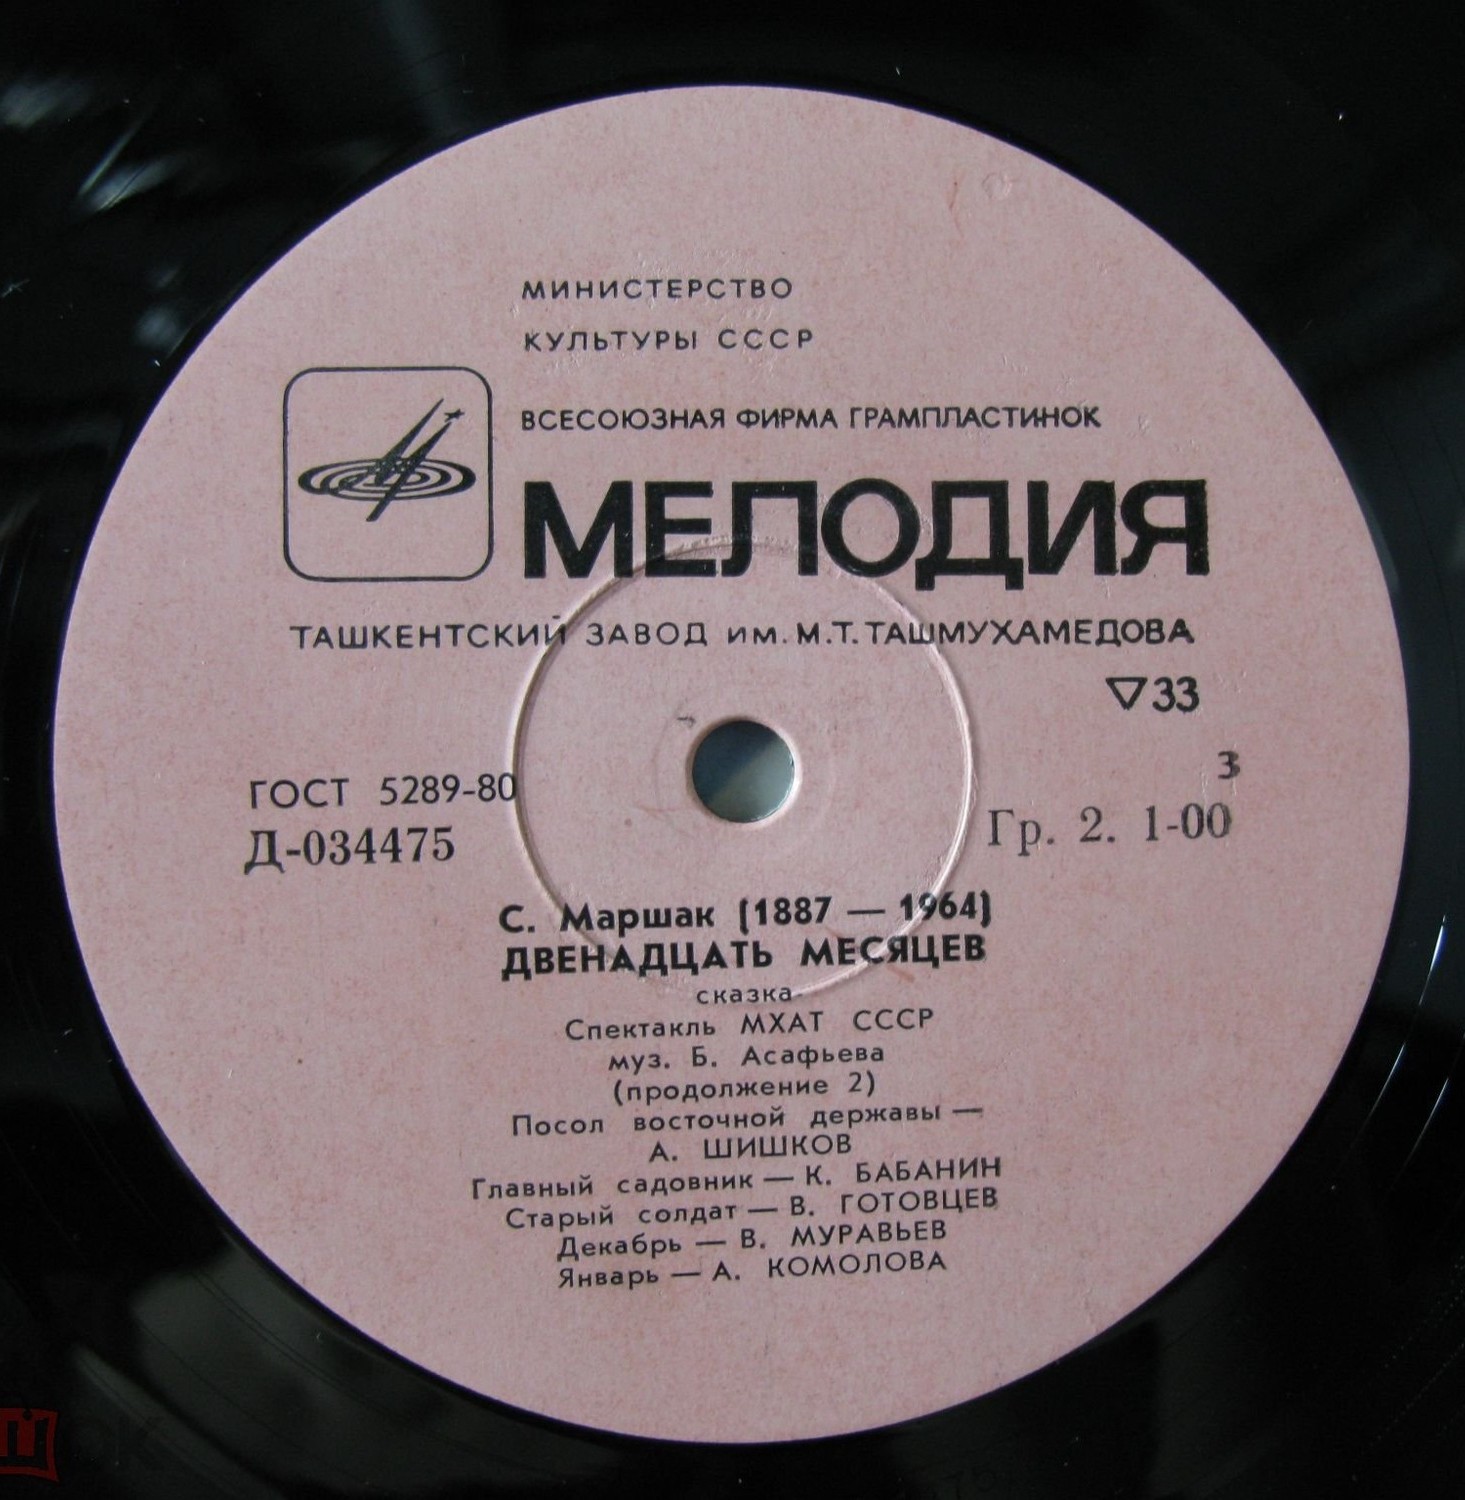 МИНИСТЕРСТВО
КУЛЬТУРЫ СССР
ВСЕСОЮЗНАЯ ФИРМА ГРАМПЛАСТИНОК
МЕЛОДИЯ
ТАШКЕНТСКИЙ ЗАВОД им. М.Т. ТАШМУХАМЕДОВА
▽33
3
ГОСТ 5289-80
Д-034475
Гр. 2. 1-00
С. Маршак (1887 — 1964)
ДВЕНАДЦАТЬ МЕСЯЦЕВ
сказка
Спектакль МХАТ СССР
муз. Б. Асафьева
(продолжение 2)
Посол восточной державы —
А. ШИШКОВ
Главный садовник — К. БАБАНИН
Старый солдат — В. ГОТОВЦЕВ
Декабрь — В. МУРАВЬЕВ
Январь — А. КОМОЛОВА